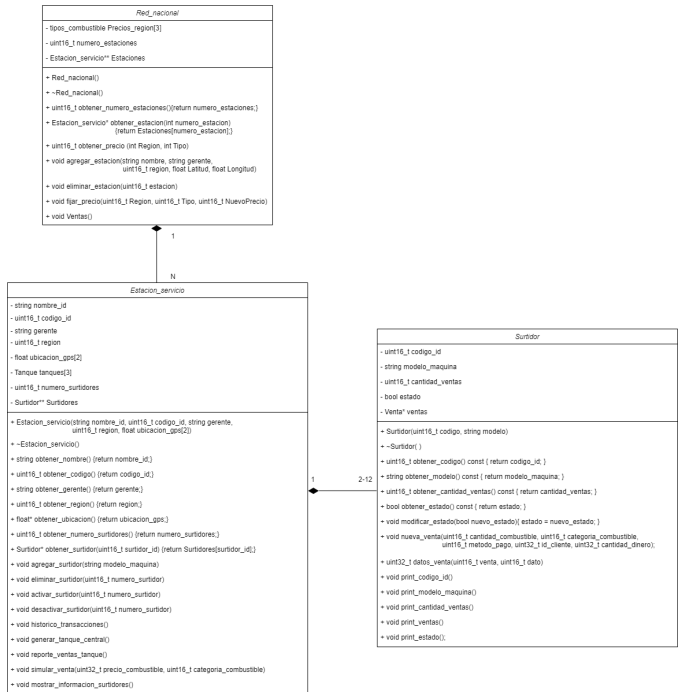 Red_nacional
- tipos_combustible Precios_region[3]
- uint16_t numero_estaciones
- Estacion_servicio** Estaciones
+ Red_nacional()
+ ~Red_nacional()
+ uint16_t obtener_numero_estaciones(){return numero_estaciones;}
+ Estacion_servicio* obtener_estacion(int numero_estacion)
{return Estaciones[numero_estacion];}
+ uint16_t obtener_precio (int Region, int Tipo)
+ void agregar_estacion(string nombre, string gerente,
uint16_t region, float Latitud, float Longitud)
+ void eliminar_estacion(uint16_t estacion)
+ void fijar_precio(uint16_t Region, uint16_t Tipo, uint16_t NuevoPrecio)
+ void Ventas()
1
N
Estacion_servicio
- string nombre_id
- uint16_t codigo_id
- string gerente
- uint16_t region
- float ubicacion_gps[2]
- Tanque tanques[3]
- uint16_t numero_surtidores
- Surtidor** Surtidores
+ Estacion_servicio(string nombre_id, uint16_t codigo_id, string gerente,
uint16_t region, float ubicacion_gps[2])
+ ~Estacion_servicio()
+ string obtener_nombre() {return nombre_id;}
+ uint16_t obtener_codigo() {return codigo_id;}
+ string obtener_gerente() {return gerente;}
+ uint16_t obtener_region() {return region;}
+ float* obtener_ubicacion() {return ubicacion_gps;}
+ uint16_t obtener_numero_surtidores() {return numero_surtidores;}
+ Surtidor* obtener_surtidor(uint16_t surtidor_id) {return Surtidores[surtidor_id];}
+ void agregar_surtidor(string modelo_maquina)
+ void eliminar_surtidor(uint16_t numero_surtidor)
+ void activar_surtidor(uint16_t numero_surtidor)
+ void desactivar_surtidor(uint16_t numero_surtidor)
+ void historico_transacciones()
+ void generar_tanque_central()
+ void reporte_ventas_tanque()
+ void simular_venta(uint32_t precio_combustible, uint16_t categoria_combustible)
+ void mostrar_informacion_surtidores()
1
2-12
Surtidor
- uint16_t codigo_id
- string modelo_maquina
- uint16_t cantidad_ventas
- bool estado
- Venta* ventas
+ Surtidor(uint16_t codigo, string modelo)
+ ~Surtidor( )
+ uint16_t obtener_codigo() const { return codigo_id; }
+ string obtener_modelo() const { return modelo_maquina; }
+ uint16_t obtener_cantidad_ventas() const { return cantidad_ventas; }
+ bool obtener_estado() const { return estado; }
+ void modificar_estado(bool nuevo_estado){ estado = nuevo_estado; }
+ void nueva_venta(uint16_t cantidad_combustible, uint16_t categoria_combustible,
uint16_t metodo_pago, uint32_t id_cliente, uint32_t cantidad_dinero);
+ uint32_t datos_venta(uint16_t venta, uint16_t dato)
+ void print_codigo_id()
+ void print_modelo_maquina()
+ void print_cantidad_ventas()
+ void print_ventas()
+ void print_estado();